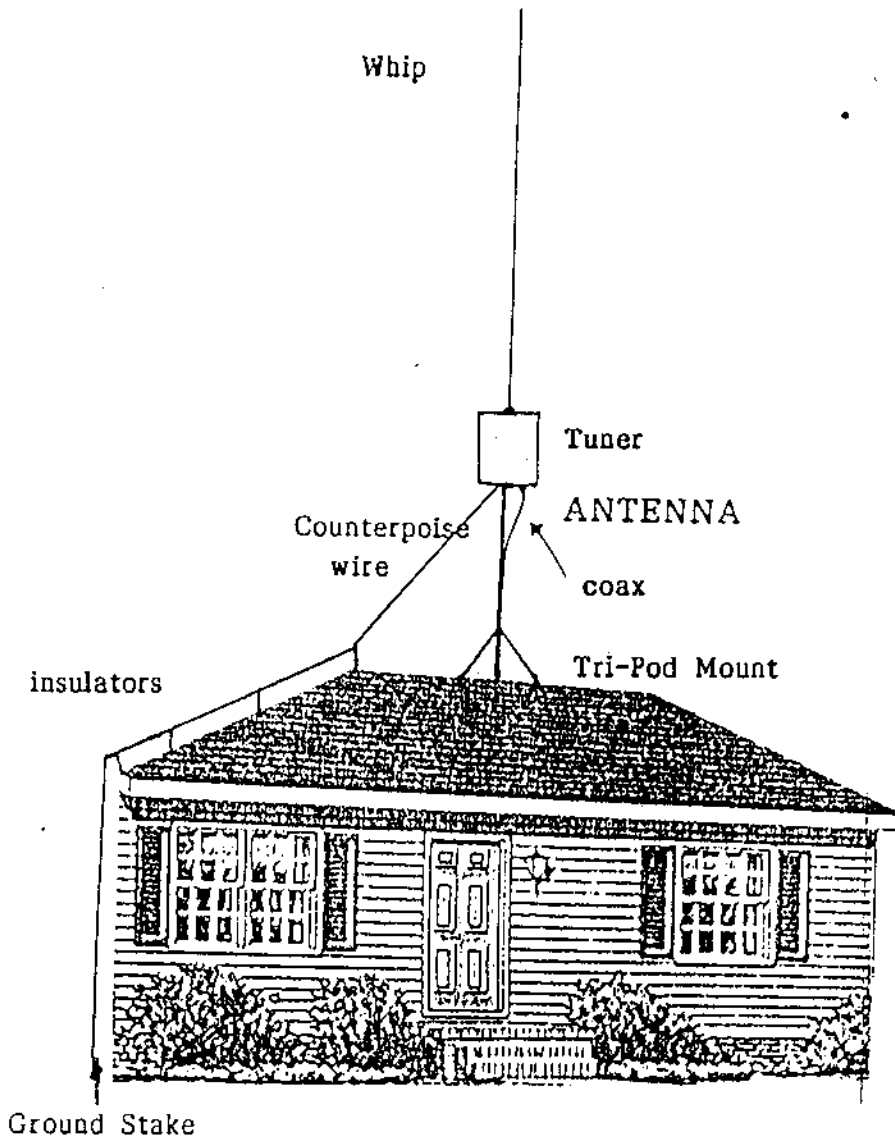 Whip
Tuner
ANTENNA
Counterpoise
wire
coax
Tri-Pod Mount
insulators
Ground Stake